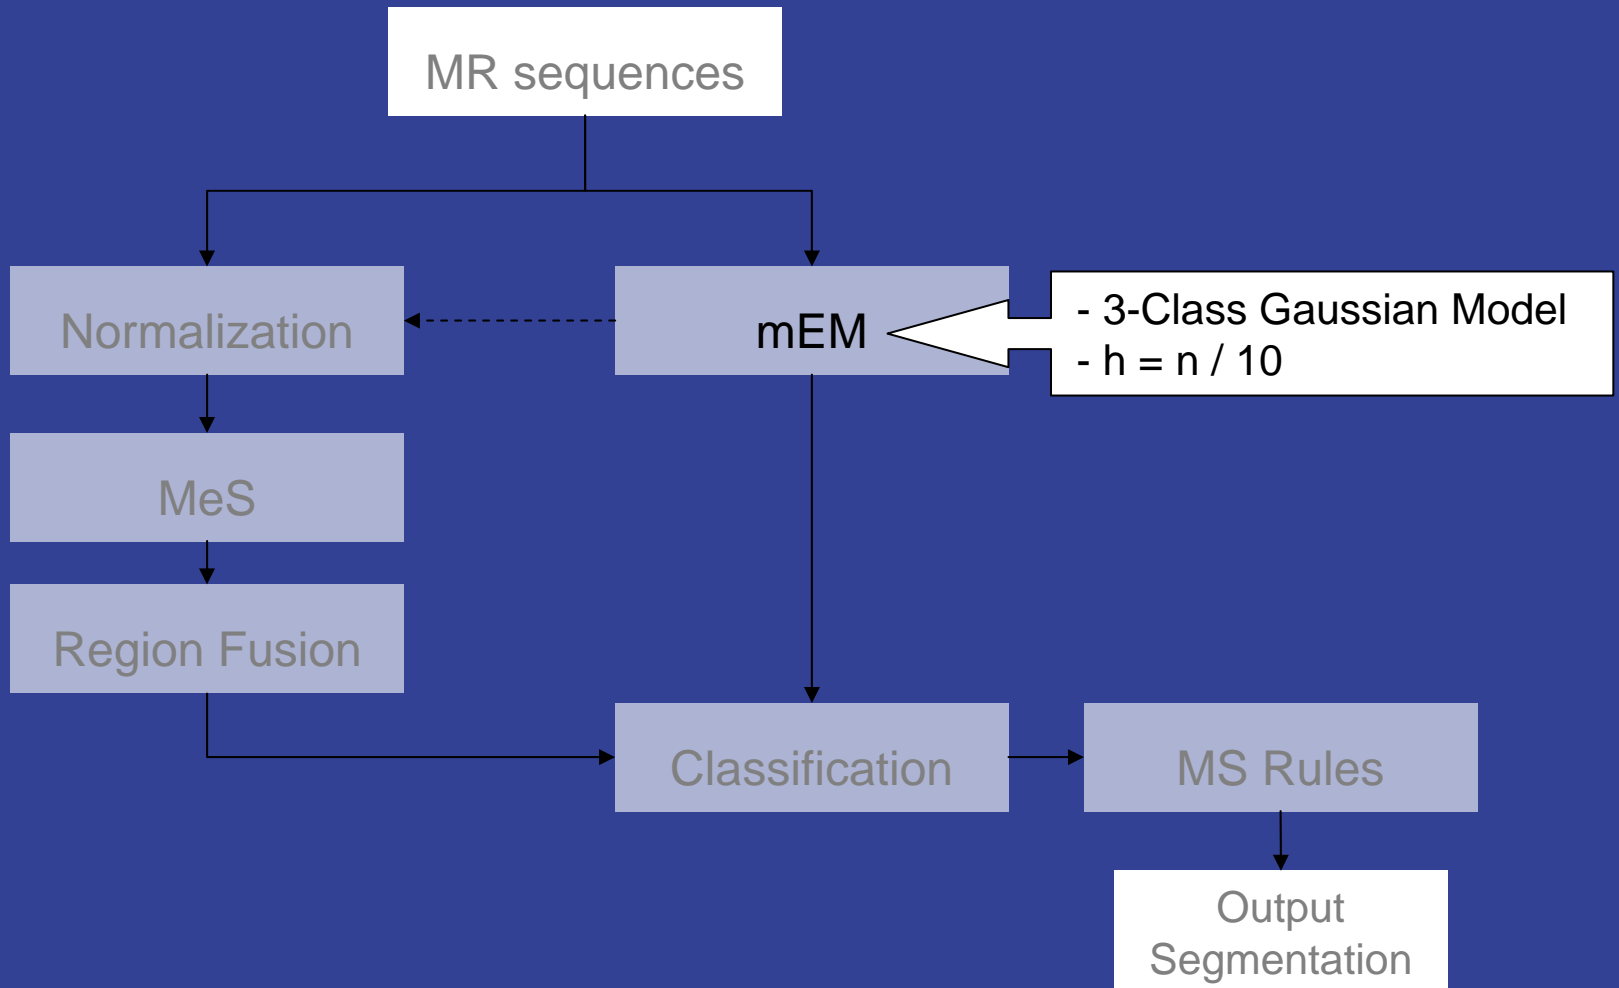 MR sequences
Normalization
mEM
- 3-Class Gaussian Model
- h = n / 10
MeS
Region Fusion
Classification
MS Rules
Output
Segmentation